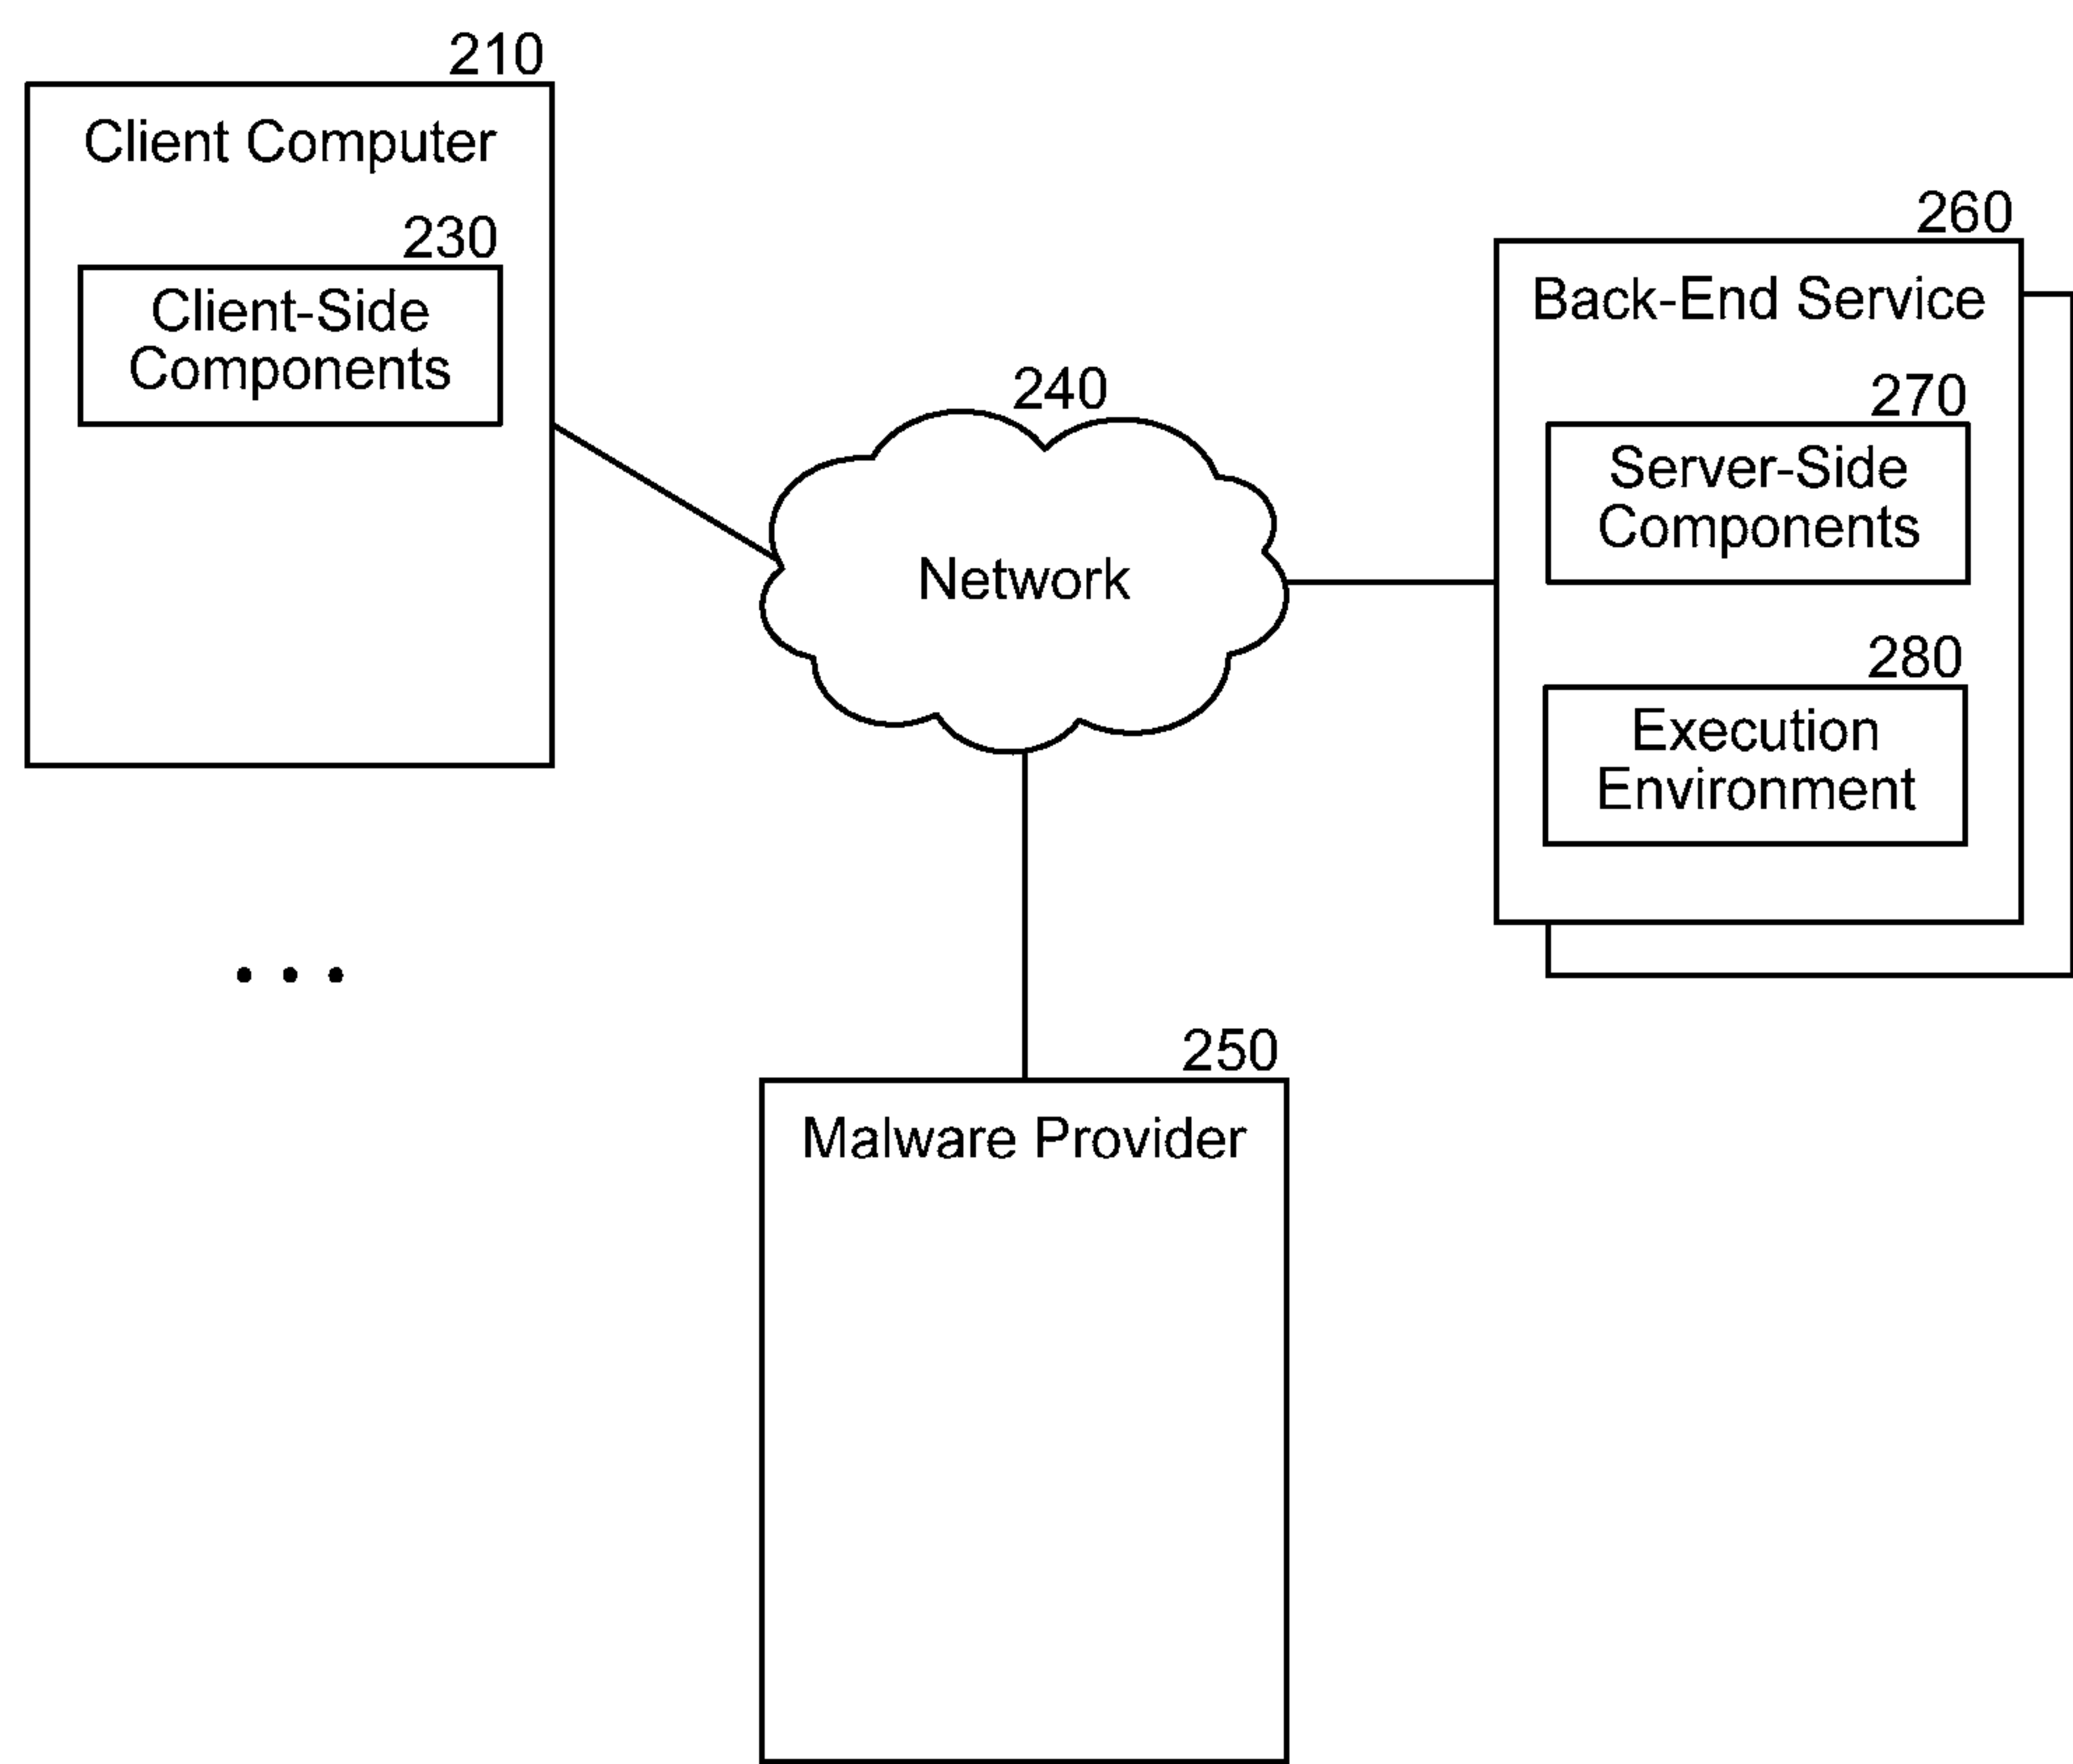 210
Client Computer
230
Client-Side
Components
240
Network
260
Back-End Service
270
Server-Side
Components
280
Execution
Environment
...
250
Malware Provider